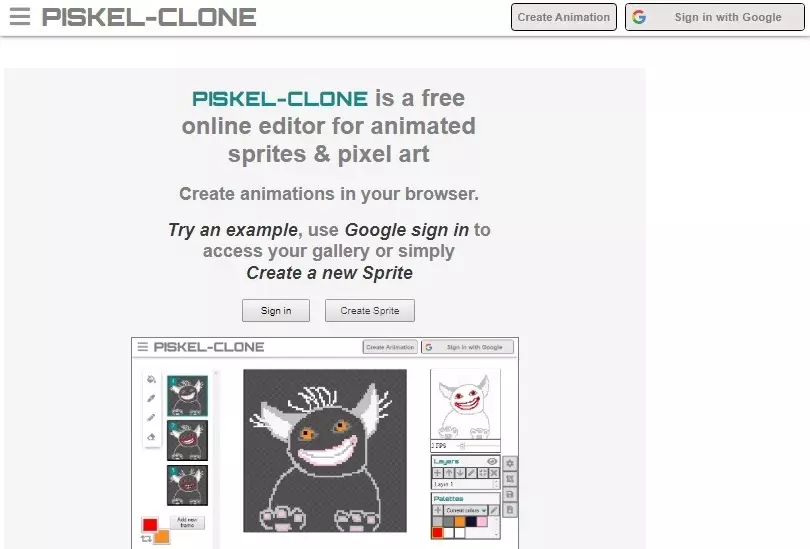 PISKEL-CLONE
Create Animation
Sign in with Google
PISKEL-CLONE is a free
online editor for animated
sprites & pixel art
Create animations in your browser.
Try an example, use Google sign in to
access your gallery or simply
Create a new Sprite
Sign in
Create Sprite
PISKEL-CLONE
Create Animation
Sign in with Google
1
2
3
Add new
frame
3 FPS
Layers
Layer 1
Palettes
Current colors